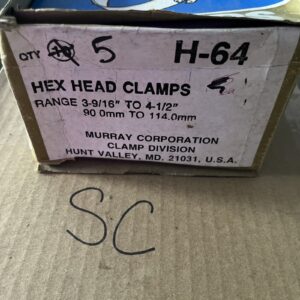 QTY 5 H-64
HEX HEAD CLAMPS
RANGE 3-9/16" TO 4-1/2"
90.0mm TO 114.0mm
MURRAY CORPORATION
CLAMP DIVISION
HUNT VALLEY, MD. 21031, U.S.A.
SC